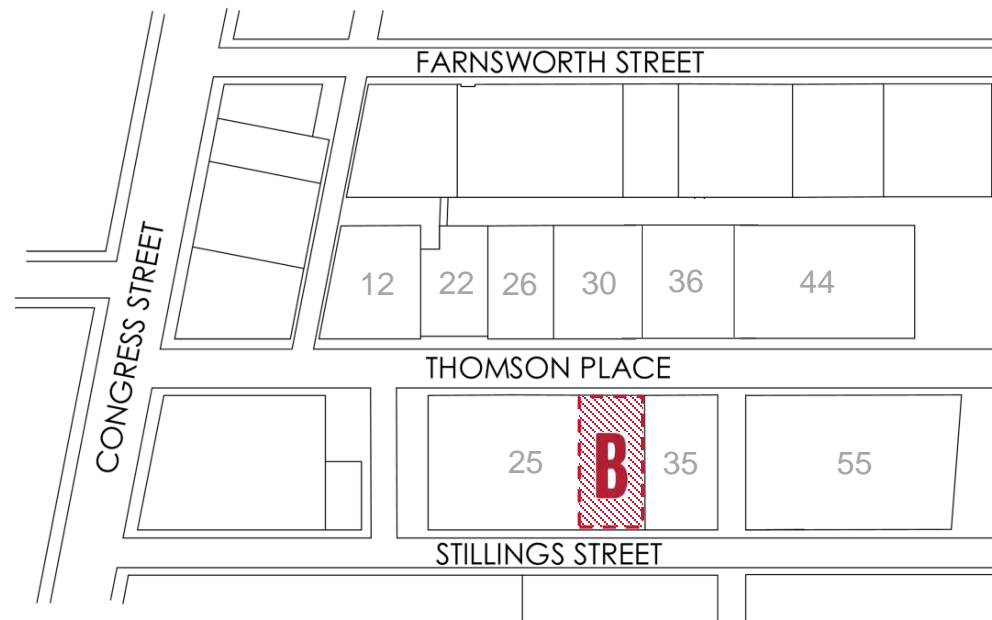 FARNSWORTH STREET
CONGRESS STREET
12
22
26
30
36
44
THOMSON PLACE
25
B
35
55
STILLINGS STREET